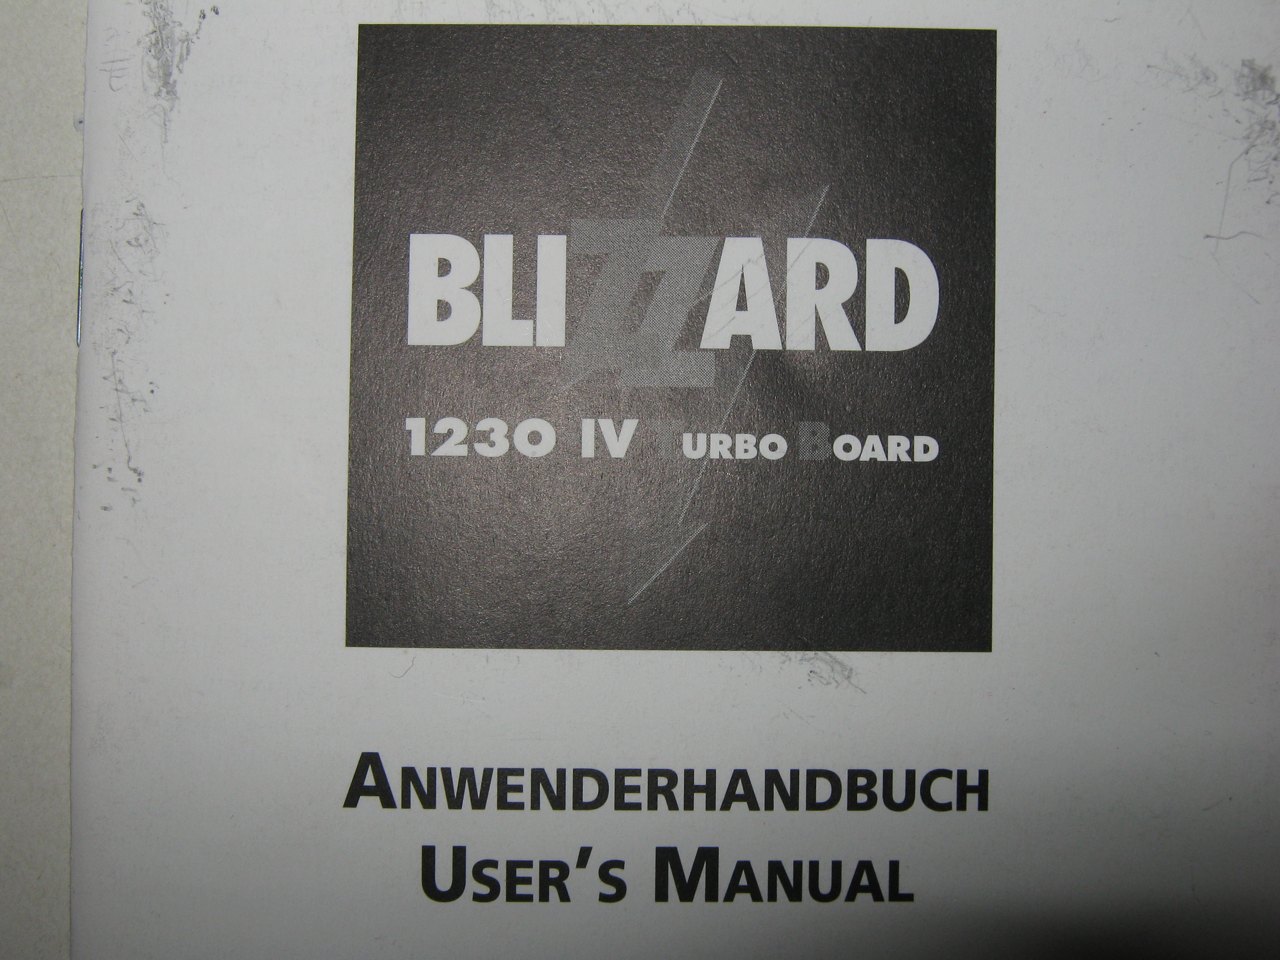 BLIZZARD
1230 IV TURBO BOARD
ANWENDERHANDBUCH
USER'S MANUAL